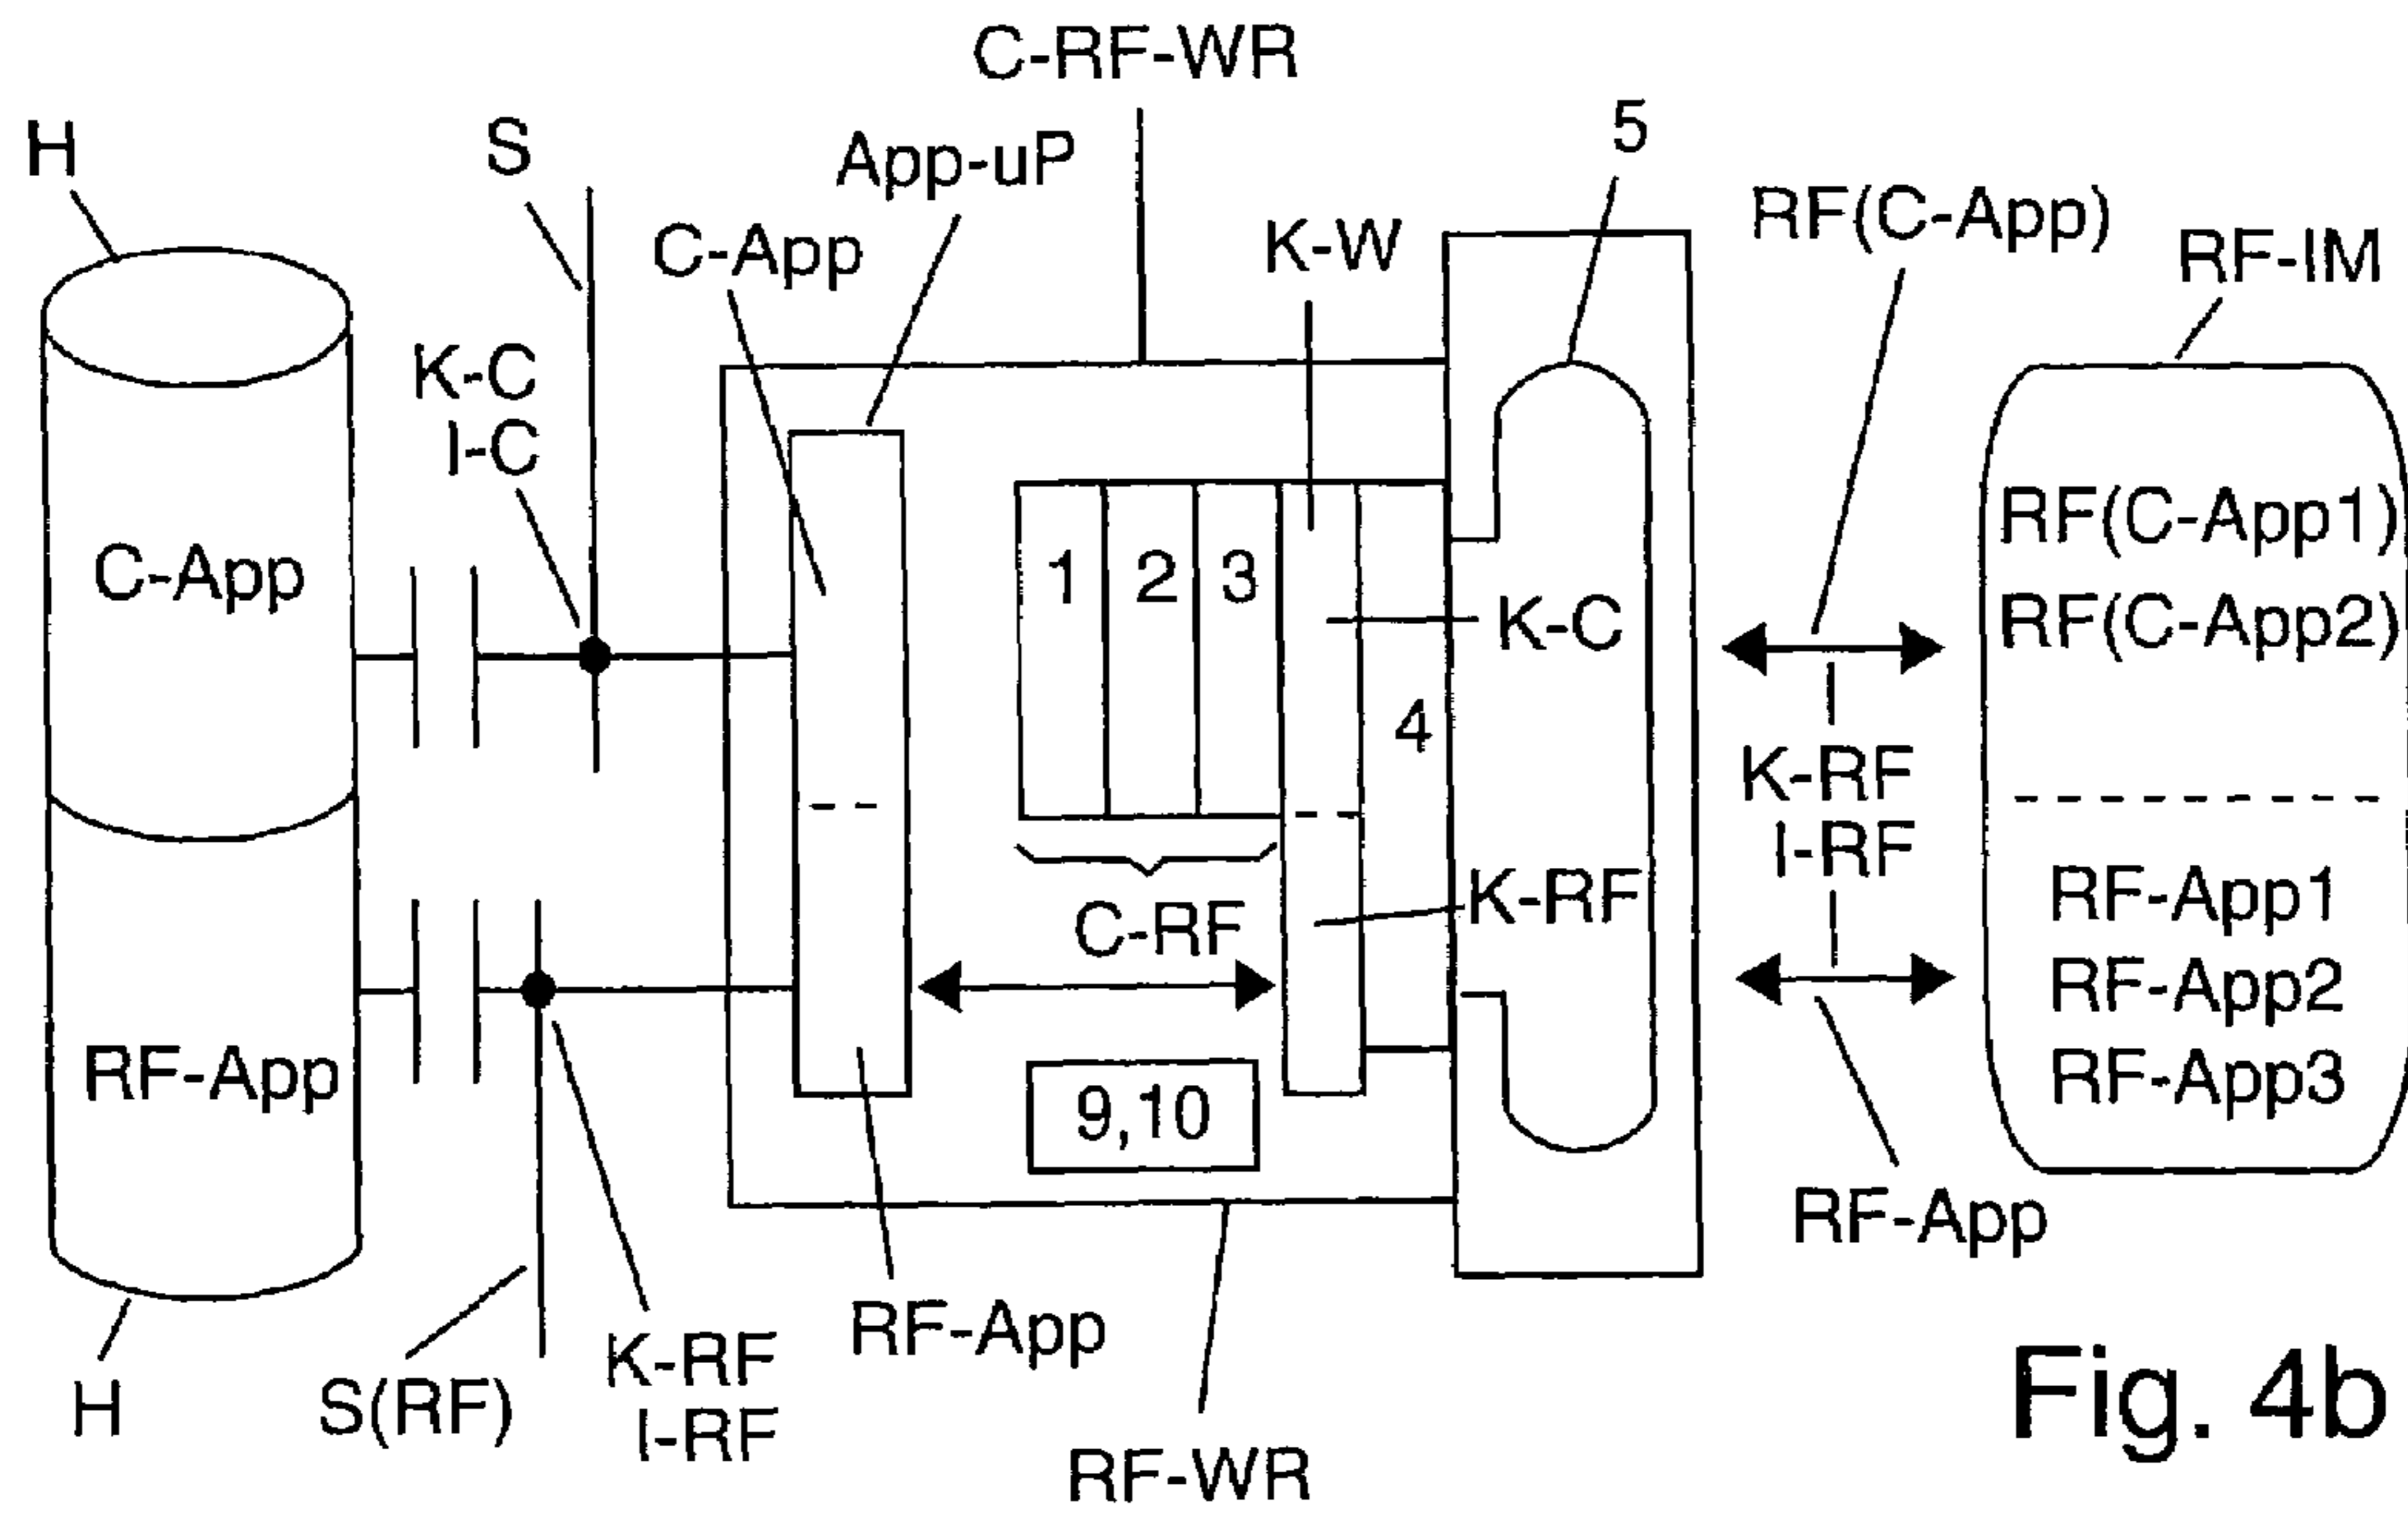 C-RF-WR
H
S
App-uP
5
C-App
K-W
RF(C-App)
RF-IM
K-C
I-C
C-App
1
2
3
4
K-C
RF(C-App1)
RF(C-App2)
K-RF
I-RF
C-RF
K-RF
RF-App1
RF-App2
RF-App3
RF-App
9,10
RF-App
H
S(RF)
K-RF
I-RF
RF-App
RF-WR
Fig. 4b